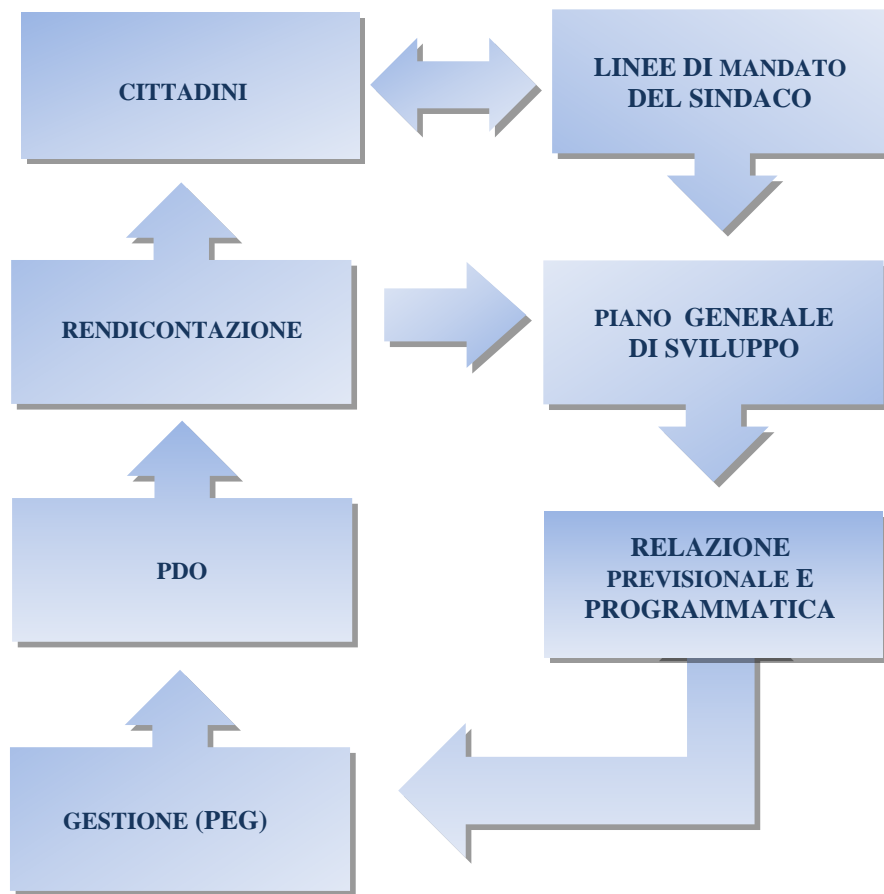 CITTADINI
LINEE DI MANDATO
DEL SINDACO
RENDICONTAZIONE
PIANO GENERALE
DI SVILUPPO
PDO
RELAZIONE
PREVISIONALE E
PROGRAMMATICA
GESTIONE (PEG)